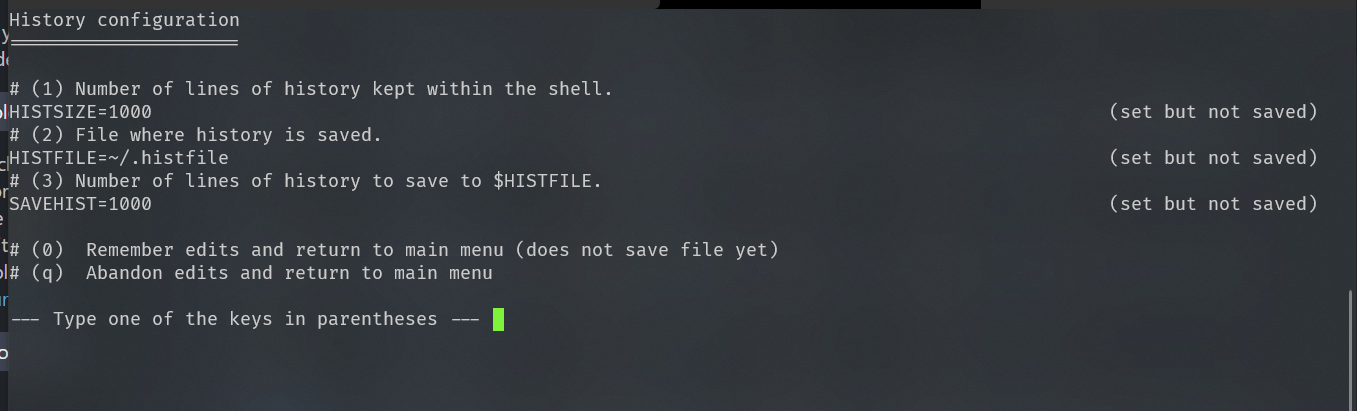 History configuration
# (1) Number of lines of history kept within the shell.
HISTSIZE=1000 (set but not saved)
# (2) File where history is saved.
HISTFILE=~/.histfile (set but not saved)
# (3) Number of lines of history to save to $HISTFILE.
SAVEHIST=1000 (set but not saved)
# (0)  Remember edits and return to main menu (does not save file yet)
# (q)  Abandon edits and return to main menu
--- Type one of the keys in parentheses ---